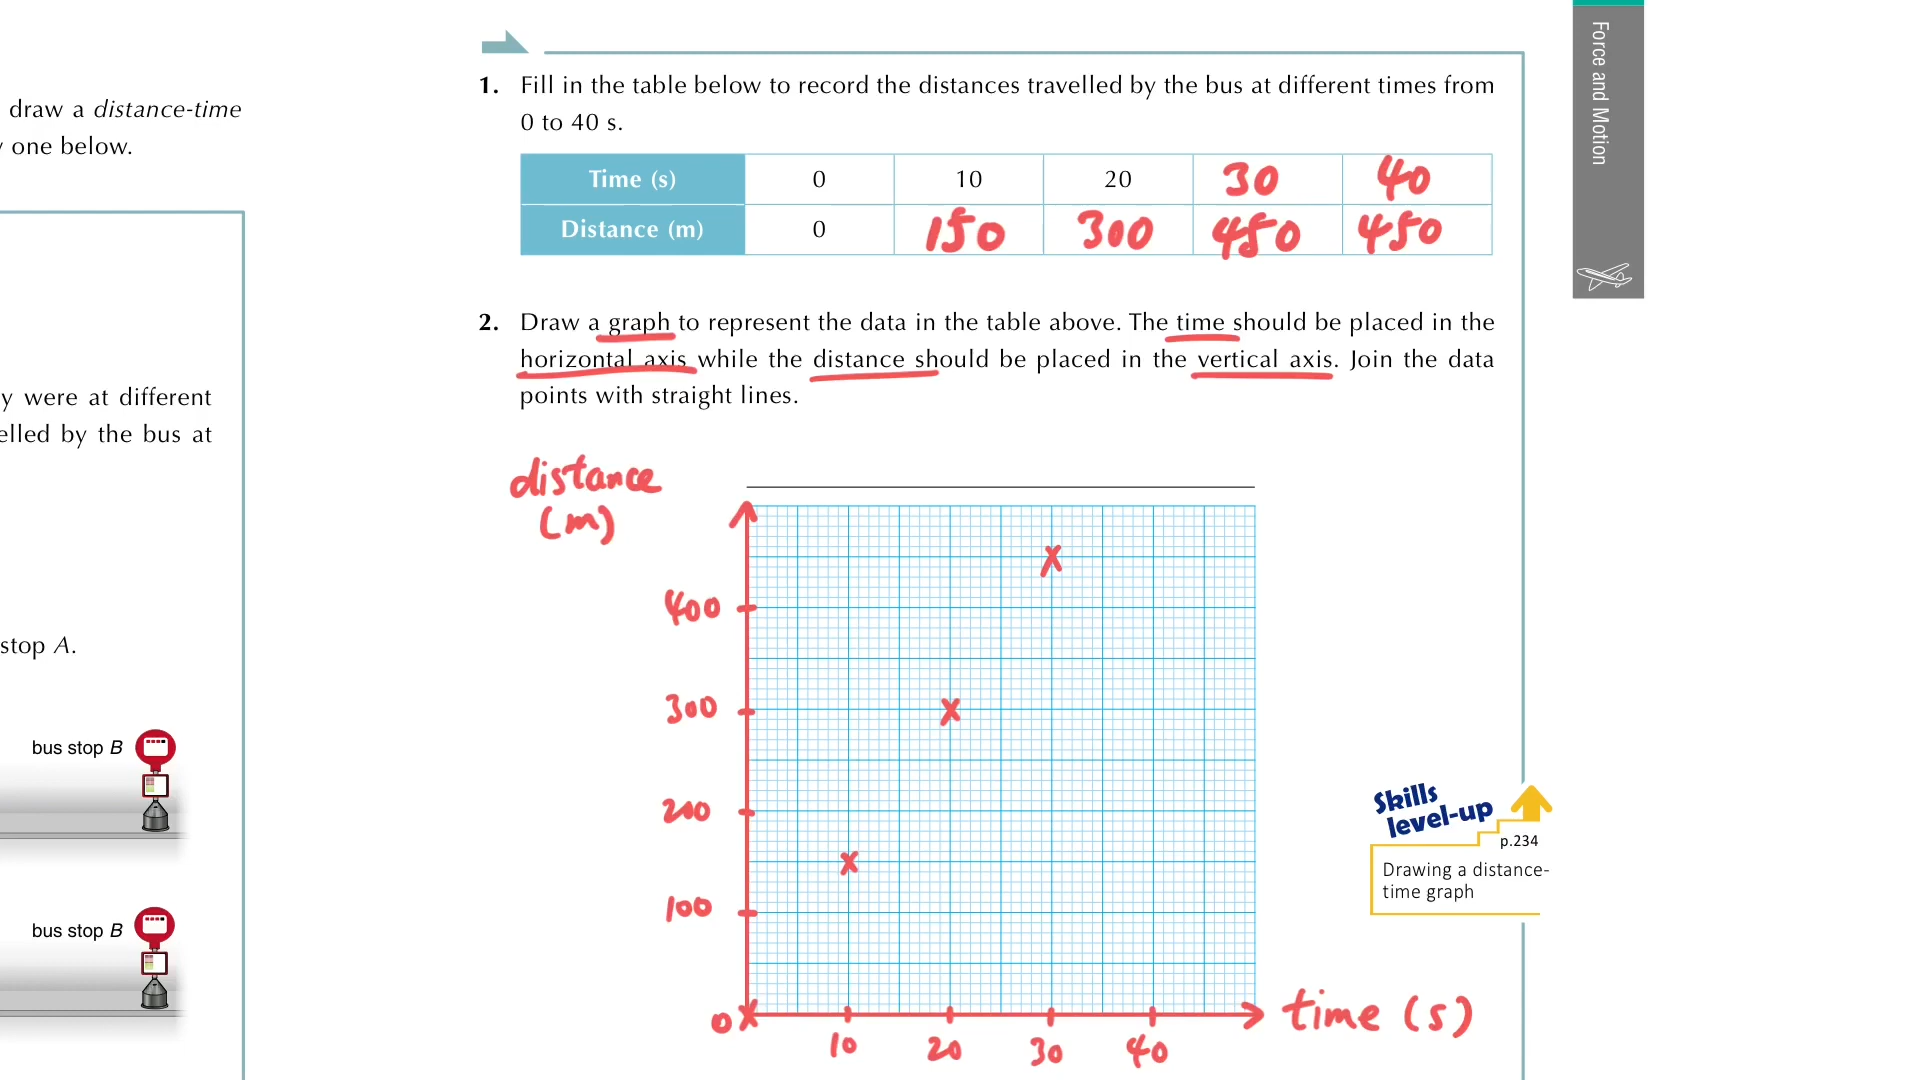 draw a distance-time
one below.
y were at different
elled by the bus at
stop A.
bus stop B
bus stop B
1. Fill in the table below to record the distances travelled by the bus at different times from
0 to 40 s.
Time (s) 0 10 20 30 40
Distance (m) 0 150 300 450 450
2. Draw a graph to represent the data in the table above. The time should be placed in the
horizontal axis while the distance should be placed in the vertical axis. Join the data
points with straight lines.
distance
(m)
400
300
200
100
0
10 20 30 40
time (s)
Skills
level-up
p.234
Drawing a distance-
time graph
Force and Motion